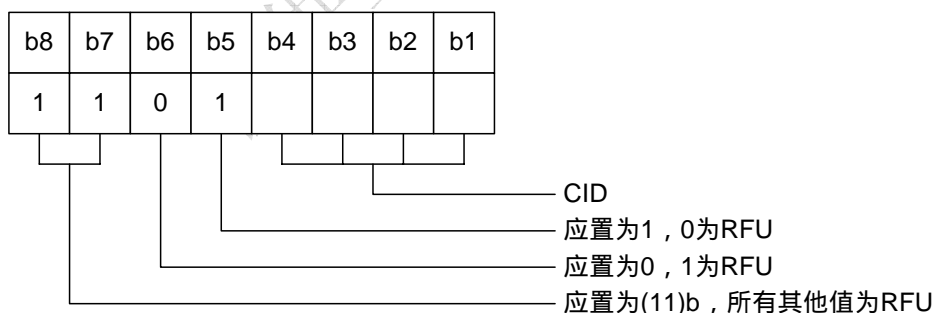 b8 b7 b6 b5 b4 b3 b2 b1
1 1 0 1
CID
应置为1，0为RFU
应置为0，1为RFU
应置为(11)b，所有其他值为RFU